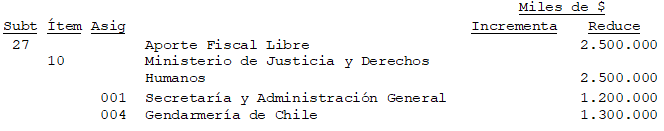 Miles de $
Subt Ítem Asig Incrementa Reduce
27 Aporte Fiscal Libre 2.500.000
10 Ministerio de Justicia y Derechos
Humanos 2.500.000
001 Secretaría y Administración General 1.200.000
004 Gendarmería de Chile 1.300.000